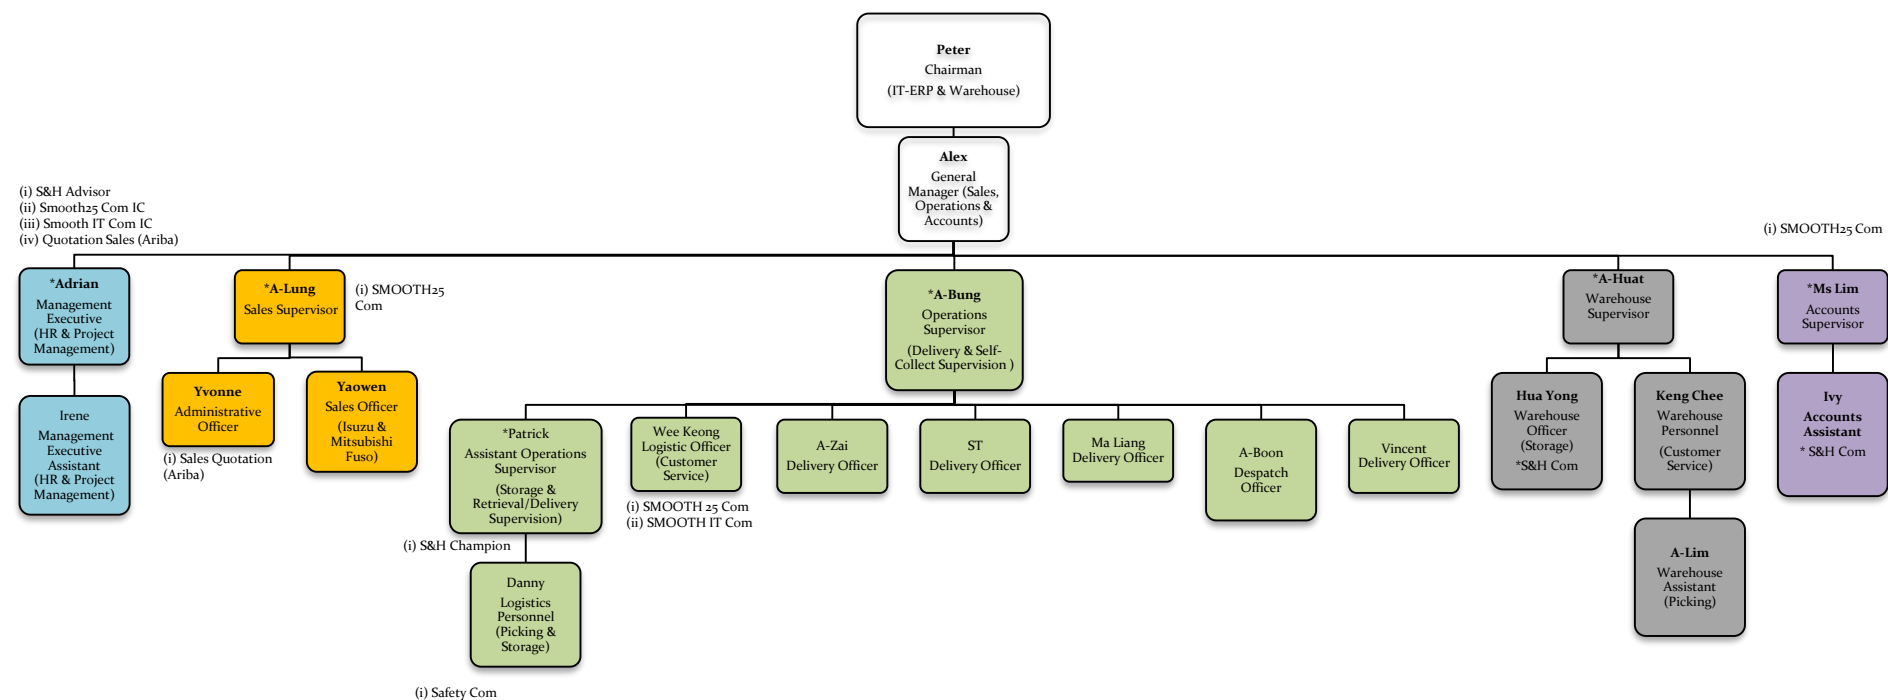 Peter
Chairman
(IT-ERP & Warehouse)
Alex
General
Manager (Sales,
Operations &
Accounts)
(i) S&H Advisor
(ii) Smooth25 Com IC
(iii) Smooth IT Com IC
(iv) Quotation Sales (Ariba)
(i) SMOOTH25 Com
*Adrian
Management
Executive
(HR & Project
Management)
*A-Lung
Sales Supervisor
(i) SMOOTH25
Com
*A-Bung
Operations
Supervisor
(Delivery & Self-
Collect Supervision )
*A-Huat
Warehouse
Supervisor
*Ms Lim
Accounts
Supervisor
Irene
Management
Executive
Assistant
(HR & Project
Management)
Yvonne
Administrative
Officer
(i) Sales Quotation
(Ariba)
Yaowen
Sales Officer
(Isuzu &
Mitsubishi
Fuso)
*Patrick
Assistant Operations
Supervisor
(Storage &
Retrieval/Delivery
Supervision)
(i) S&H Champion
Wee Keong
Logistic Officer
(Customer
Service)
(i) SMOOTH 25 Com
(ii) SMOOTH IT Com
A-Zai
Delivery Officer
ST
Delivery Officer
Ma Liang
Delivery Officer
A-Boon
Despatch
Officer
Vincent
Delivery Officer
Hua Yong
Warehouse
Officer
(Storage)
*S&H Com
Keng Chee
Warehouse
Personnel
(Customer
Service)
Ivy
Accounts
Assistant
* S&H Com
Danny
Logistics
Personnel
(Picking &
Storage)
(i) Safety Com
A-Lim
Warehouse
Assistant
(Picking)